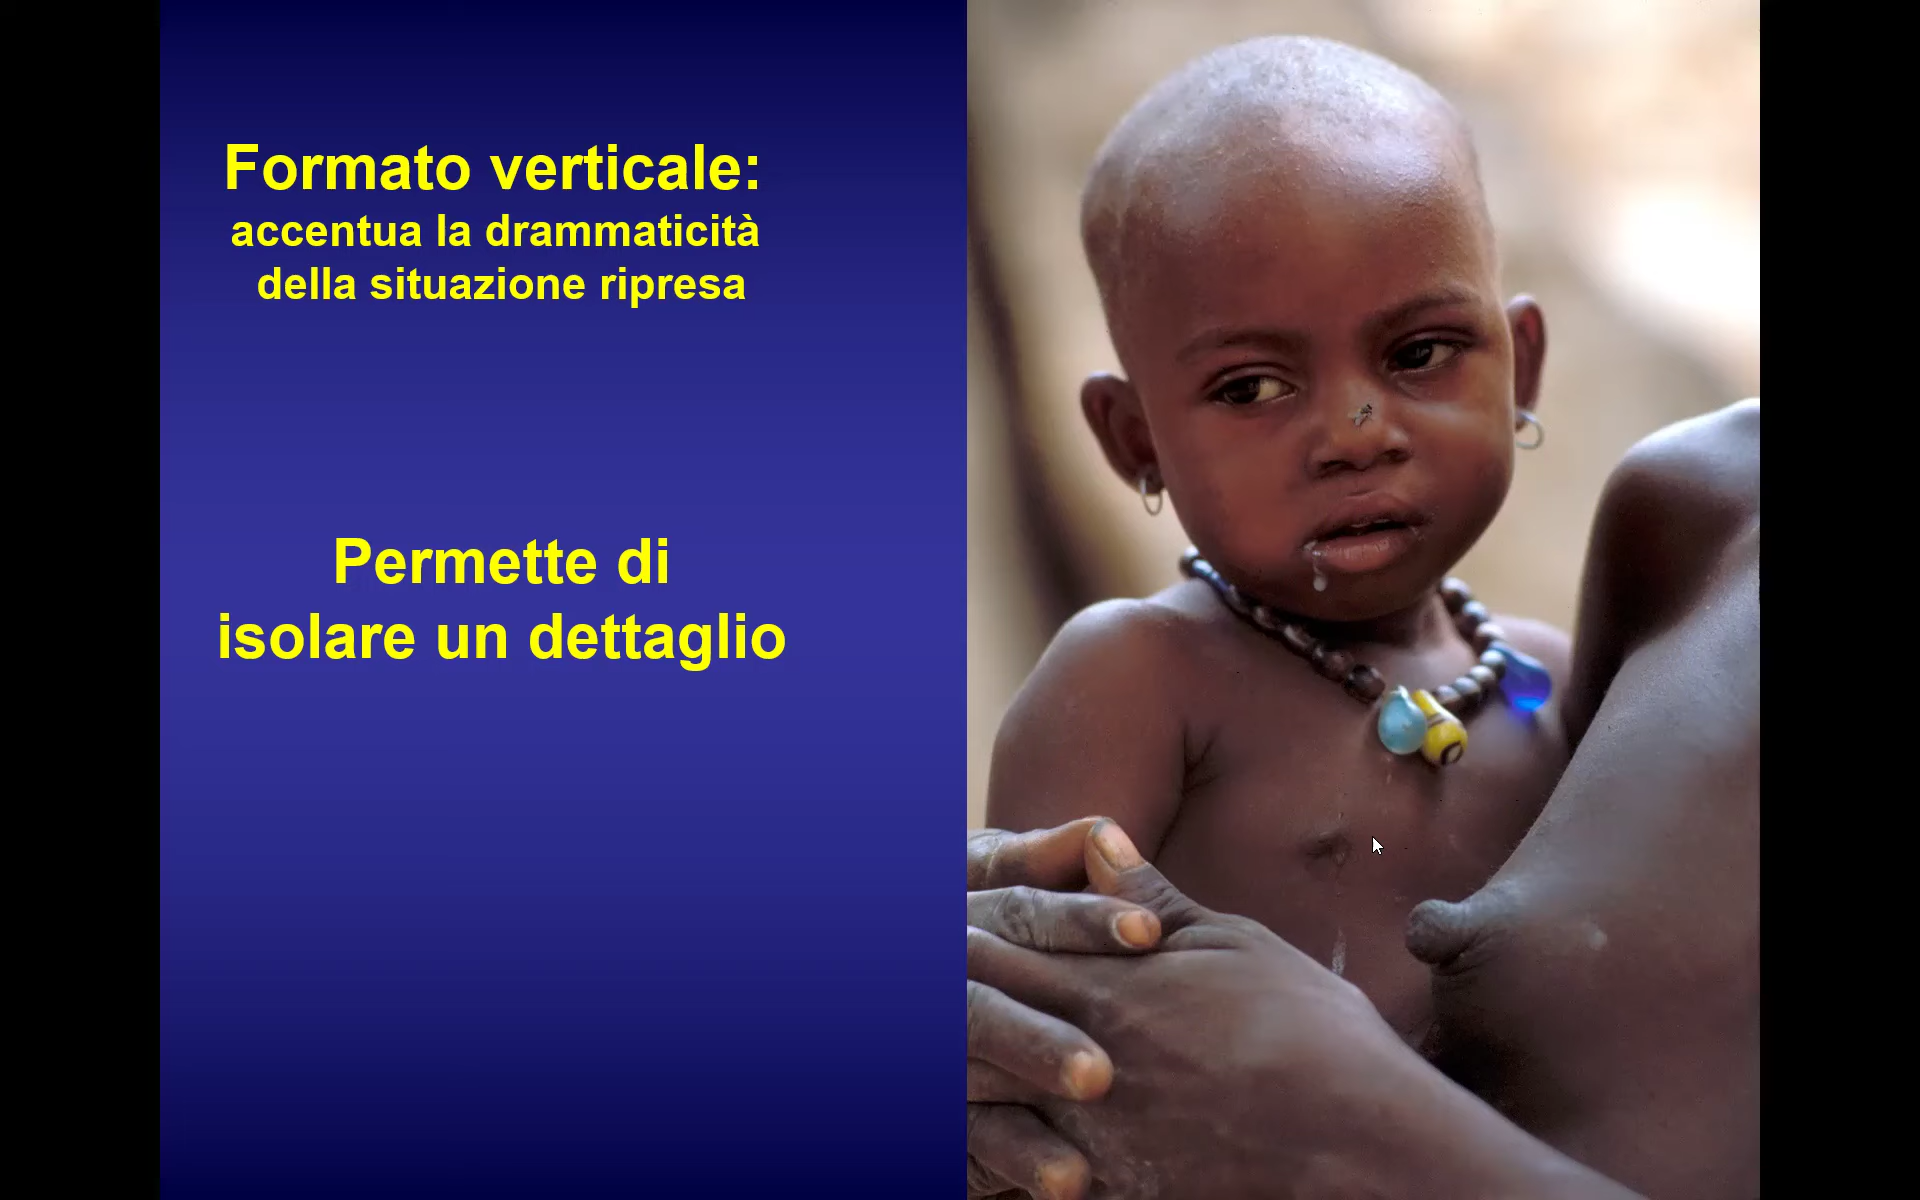 Formato verticale:
accentua la drammaticità
della situazione ripresa
Permette di
isolare un dettaglio